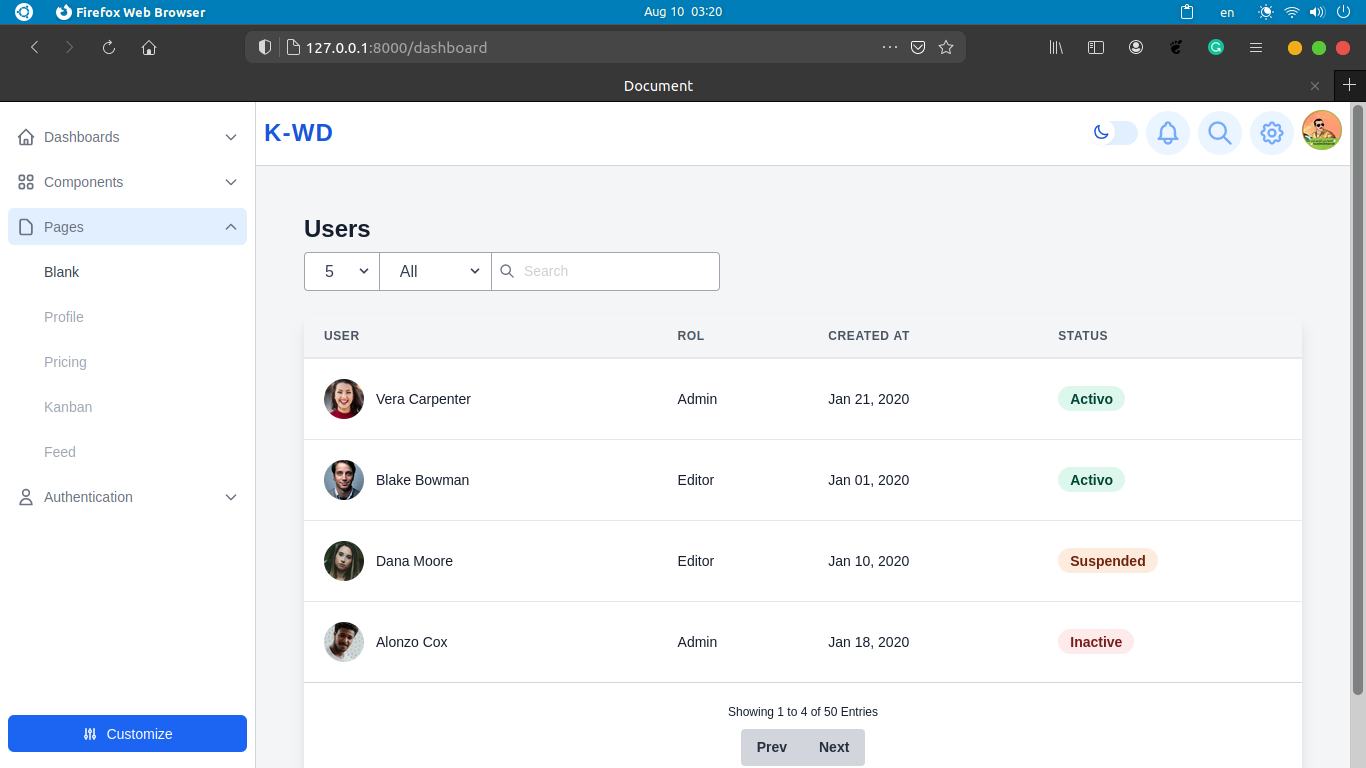 Firefox Web Browser
Aug 10 03:20
en
127.0.0.1:8000/dashboard
Document
Dashboards
Components
Pages
Blank
Profile
Pricing
Kanban
Feed
Authentication
Customize
K-WD
Users
5 All Search
USER ROL CREATED AT STATUS
Vera Carpenter Admin Jan 21, 2020 Activo
Blake Bowman Editor Jan 01, 2020 Activo
Dana Moore Editor Jan 10, 2020 Suspended
Alonzo Cox Admin Jan 18, 2020 Inactive
Showing 1 to 4 of 50 Entries
Prev Next